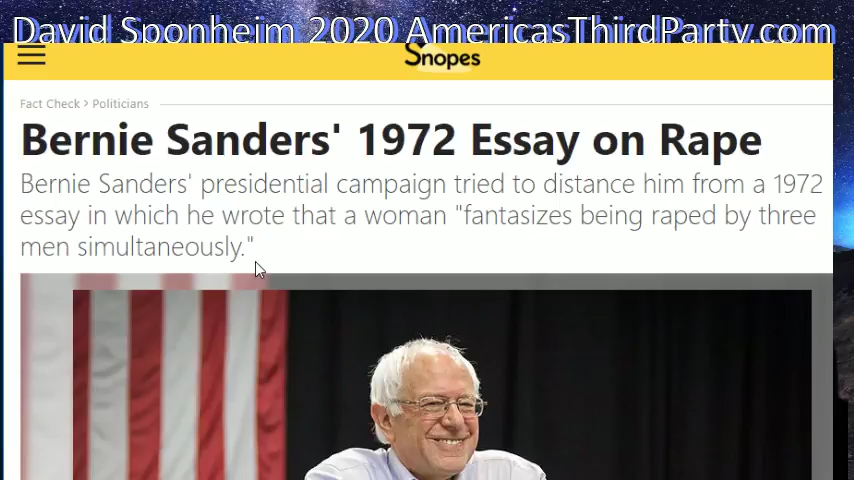 David Sponheim 2020 AmericasThirdParty.com
Snopes
Fact Check > Politicians
Bernie Sanders' 1972 Essay on Rape
Bernie Sanders' presidential campaign tried to distance him from a 1972
essay in which he wrote that a woman "fantasizes being raped by three
men simultaneously."